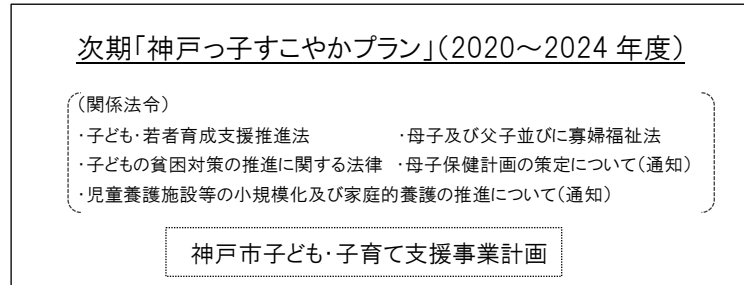 次期「神戸っ子すこやかプラン」(2020～2024 年度)
(関係法令)
・子ども・若者育成支援推進法 ・母子及び父子並びに寡婦福祉法
・子どもの貧困対策の推進に関する法律 ・母子保健計画の策定について(通知)
・児童養護施設等の小規模化及び家庭的養護の推進について(通知)
神戸市子ども・子育て支援事業計画